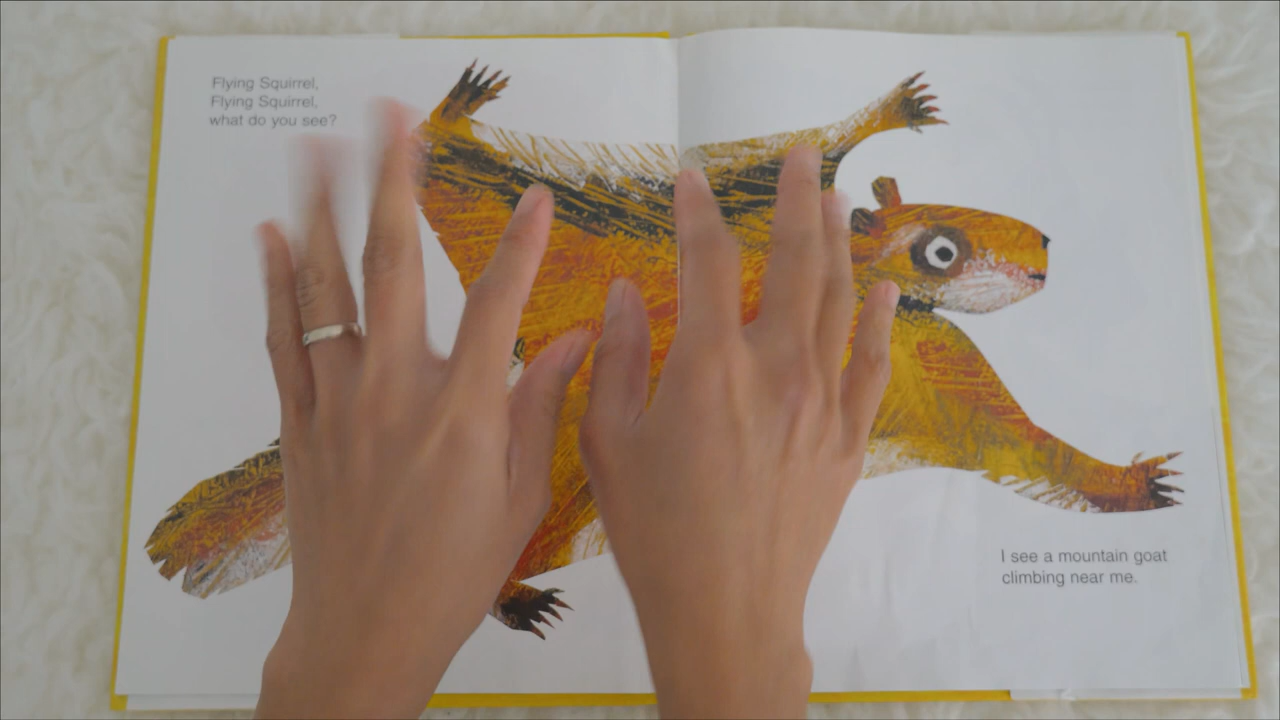 Flying Squirrel,
Flying Squirrel,
what do you see?
I see a mountain goat
climbing near me.